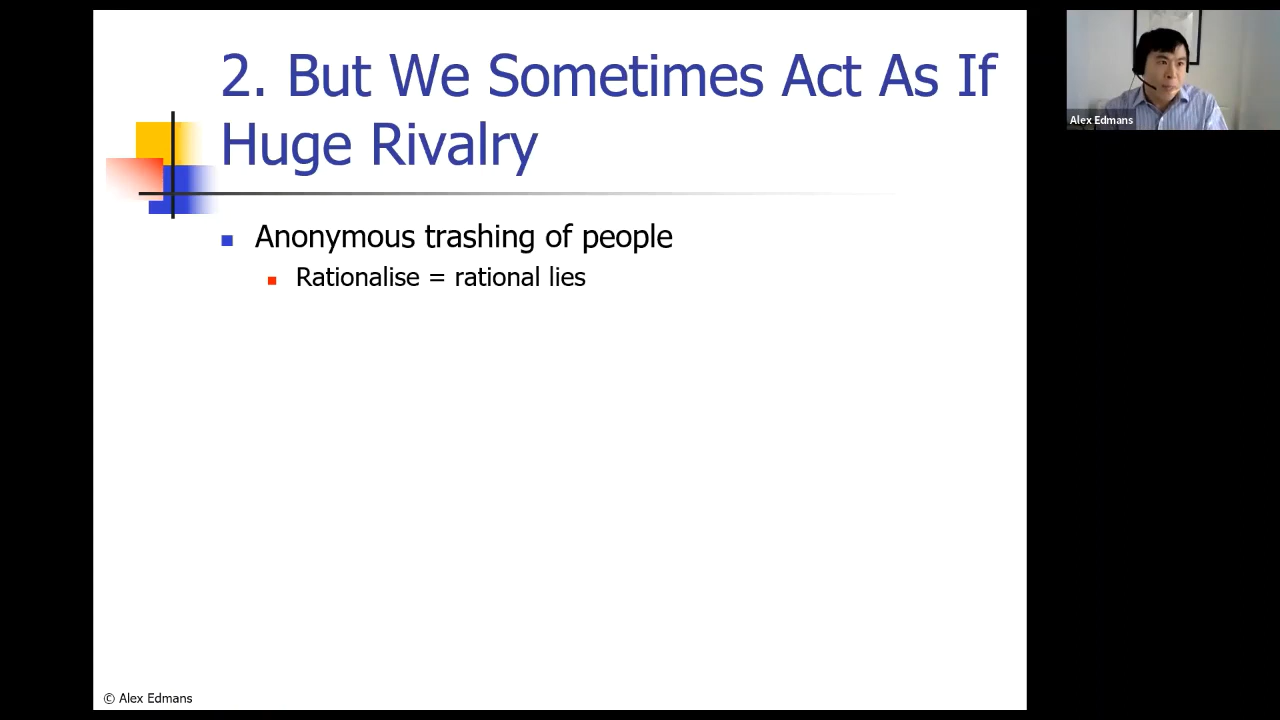 2. But We Sometimes Act As If
Huge Rivalry
Anonymous trashing of people
Rationalise = rational lies
© Alex Edmans
Alex Edmans